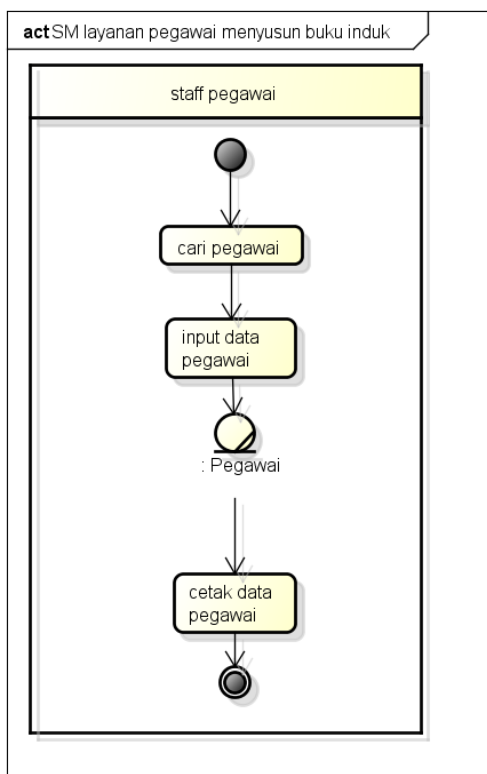 act SM layanan pegawai menyusun buku induk
staff pegawai
cari pegawai
input data
pegawai
: Pegawai
cetak data
pegawai